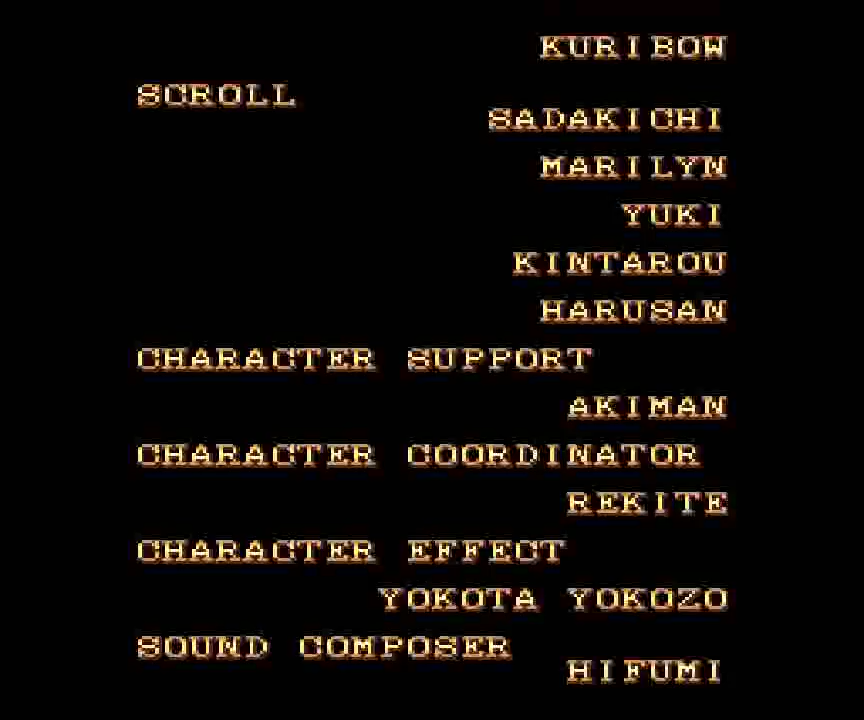 KURIBOW
SCROLL
SADAKICHI
MARILYN
YUKI
KINTAROU
HARUSAN
CHARACTER SUPPORT
AKIMAN
CHARACTER COORDINATOR
REKITE
CHARACTER EFFECT
YOKOTA YOKOZO
SOUND COMPOSER
HIFUMI